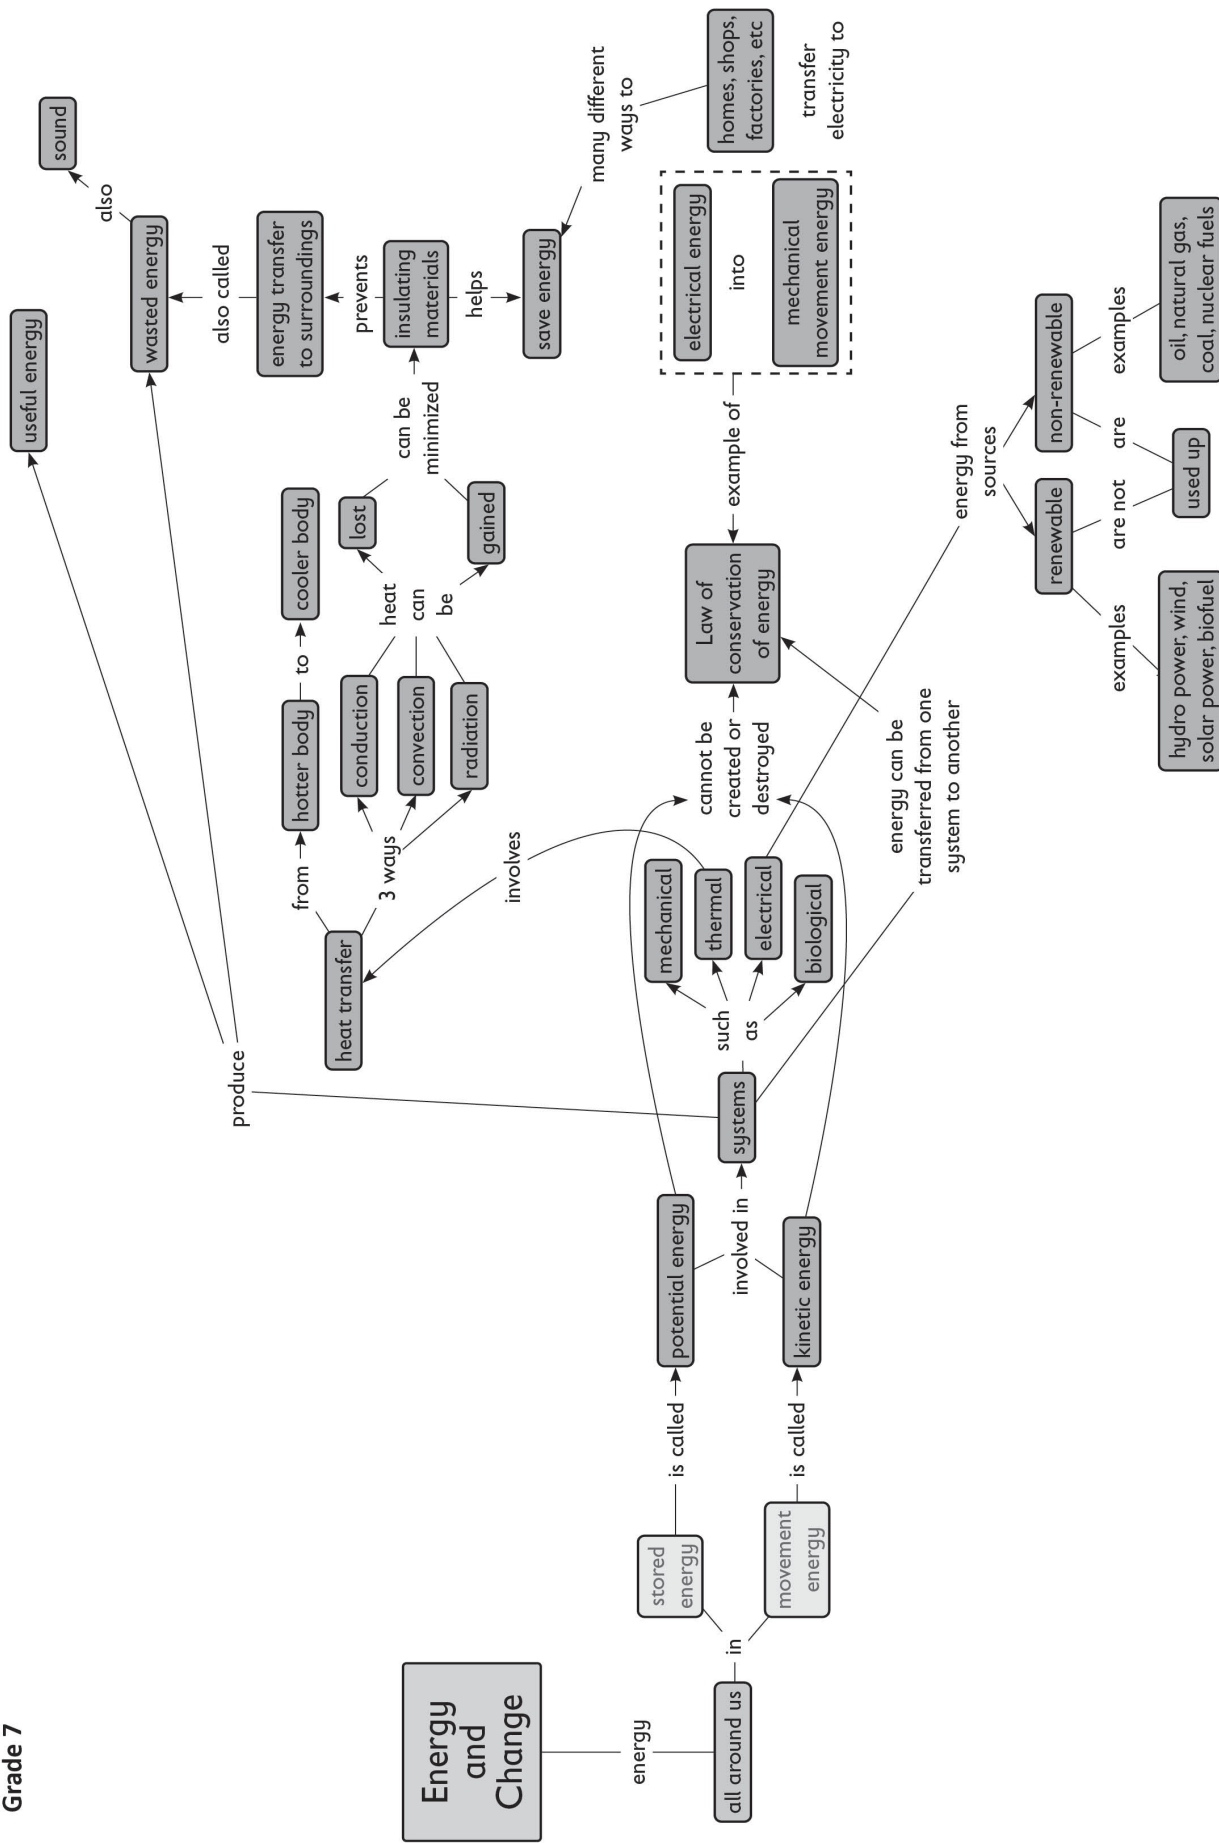 Grade 7
Energy
and
Change
energy
all around us
in
stored
energy
movement
energy
is called
is called
potential energy
kinetic energy
involved in
systems
such
as
mechanical
thermal
electrical
biological
produce
useful energy
wasted energy
also
sound
involves
heat transfer
from
hotter body
to
cooler body
3 ways
conduction
convection
radiation
heat
can
be
lost
gained
can be
minimized
insulating
materials
prevents
energy transfer
to surroundings
also called
helps
save energy
many different
ways to
homes, shops,
factories, etc
transfer
electricity to
cannot be
created or
destroyed
Law of
conservation
of energy
example of
electrical energy
into
mechanical
movement energy
energy can be
transferred from one
system to another
energy from
sources
renewable
non-renewable
are not
are
used up
examples
hydro power, wind,
solar power, biofuel
examples
oil, natural gas,
coal, nuclear fuels